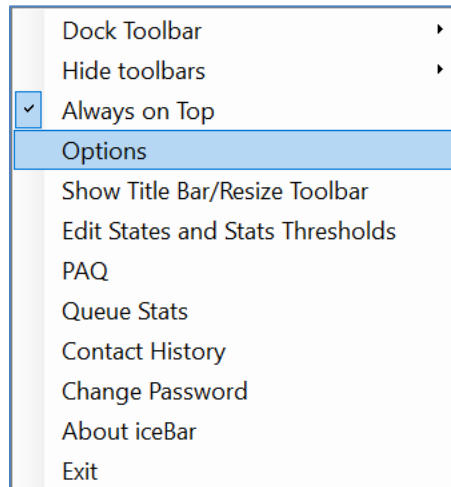 Dock Toolbar
Hide toolbars
Always on Top
Options
Show Title Bar/Resize Toolbar
Edit States and Stats Thresholds
PAQ
Queue Stats
Contact History
Change Password
About iceBar
Exit